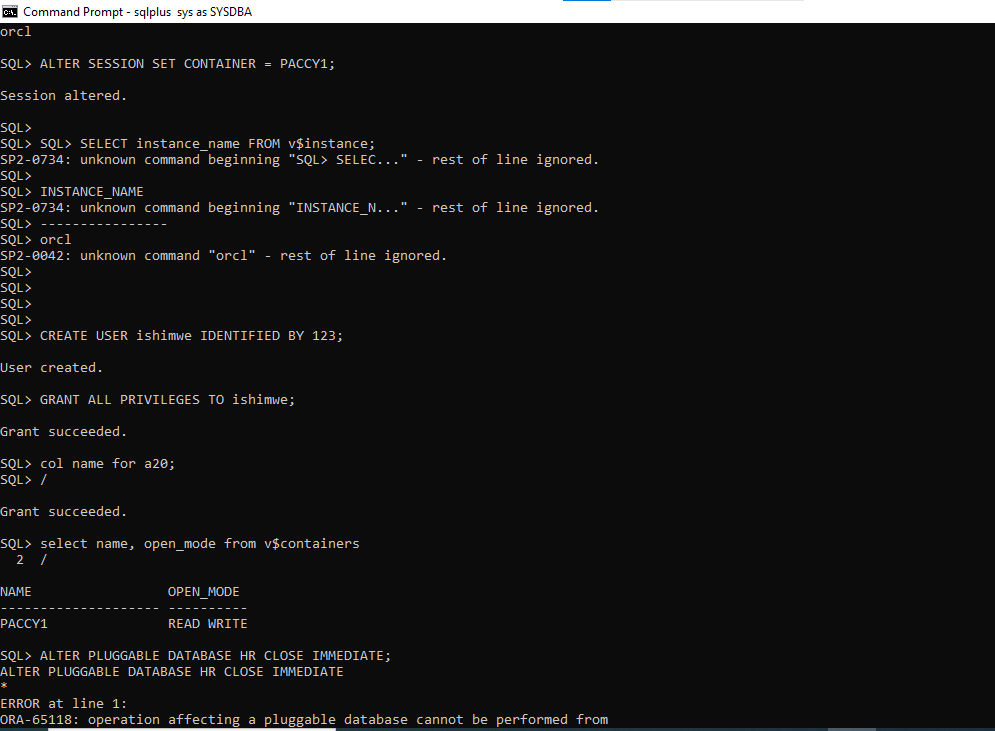 Command Prompt - sqlplus sys as SYSDBA
orcl
SQL> ALTER SESSION SET CONTAINER = PACCY1;
Session altered.
SQL>
SQL> SQL> SELECT instance_name FROM v$instance;
SP2-0734: unknown command beginning "SQL> SELEC..." - rest of line ignored.
SQL>
SQL> INSTANCE_NAME
SP2-0734: unknown command beginning "INSTANCE_N..." - rest of line ignored.
SQL> ----------------
SQL> orcl
SP2-0042: unknown command "orcl" - rest of line ignored.
SQL>
SQL>
SQL>
SQL>
SQL> CREATE USER ishimwe IDENTIFIED BY 123;
User created.
SQL> GRANT ALL PRIVILEGES TO ishimwe;
Grant succeeded.
SQL> col name for a20;
SQL> /
Grant succeeded.
SQL> select name, open_mode from v$containers
  2  /
NAME                 OPEN_MODE
-------------------- ----------
PACCY1               READ WRITE
SQL> ALTER PLUGGABLE DATABASE HR CLOSE IMMEDIATE;
ALTER PLUGGABLE DATABASE HR CLOSE IMMEDIATE
*
ERROR at line 1:
ORA-65118: operation affecting a pluggable database cannot be performed from